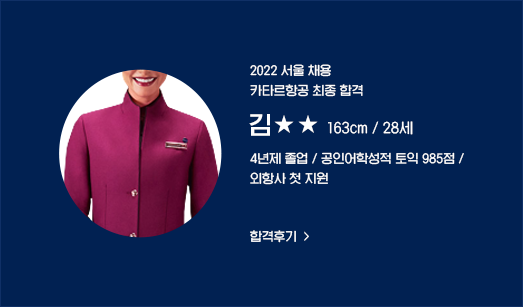 2022 서울 채용
카타르항공 최종 합격
김★★ 163cm / 28세
4년제 졸업 / 공인어학성적 토익 985점 /
외항사 첫 지원
합격후기 >